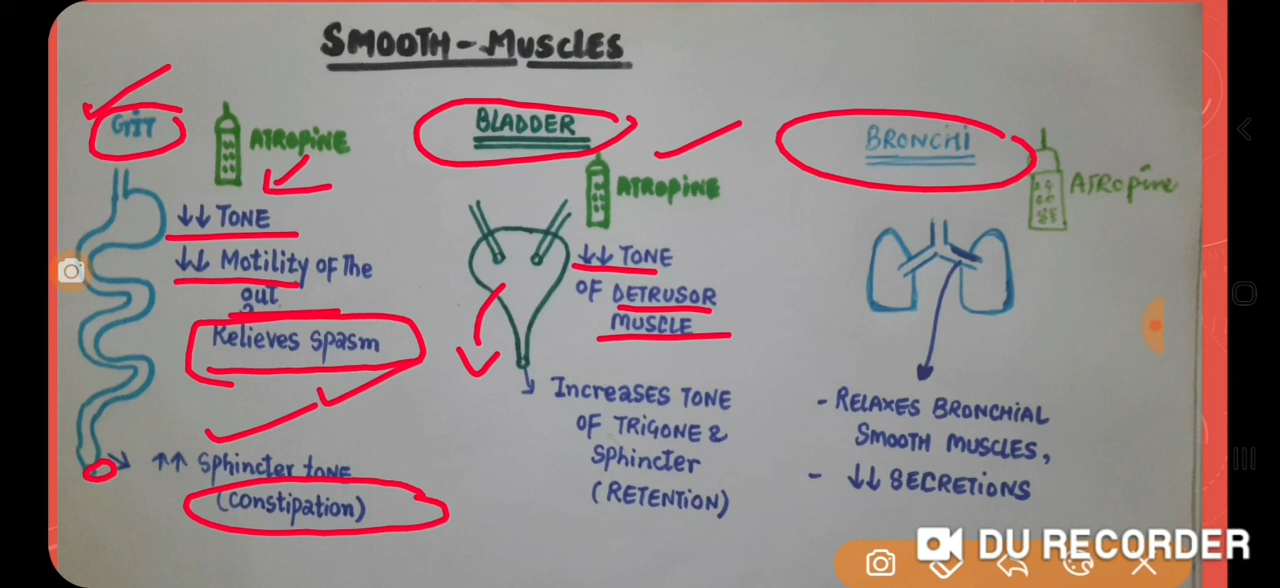 SMOOTH-MUSCLES
GIT
ATROPINE
↓↓ TONE
↓↓ Motility of The
gut
Relieves spasm
↑↑ Sphincter tone
(constipation)
BLADDER
ATROPINE
↓↓ TONE
OF DETRUSOR
MUSCLE
INCREASES TONE
OF TRIGONE &
Sphincter
(RETENTION)
BRONCHI
ATROPine
- RELAXES BRONCHIAL
SMOOTH MUSCLES,
- ↓↓ SECRETIONS
DU RECORDER